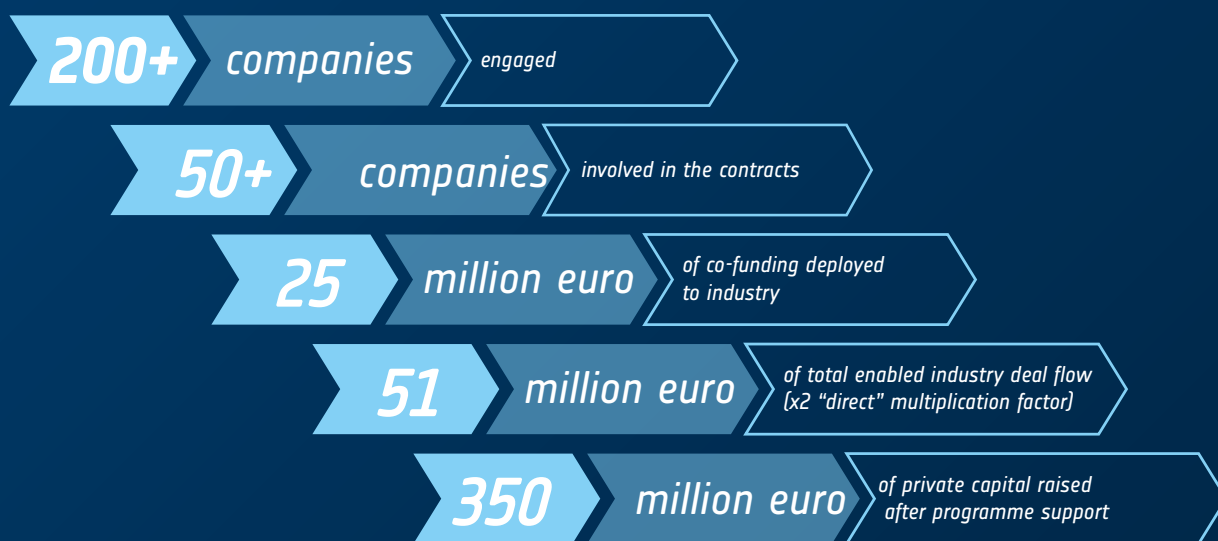 200+ companies engaged
50+ companies involved in the contracts
25 million euro of co-funding deployed
to industry
51 million euro of total enabled industry deal flow
(x2 “direct” multiplication factor)
350 million euro of private capital raised
after programme support